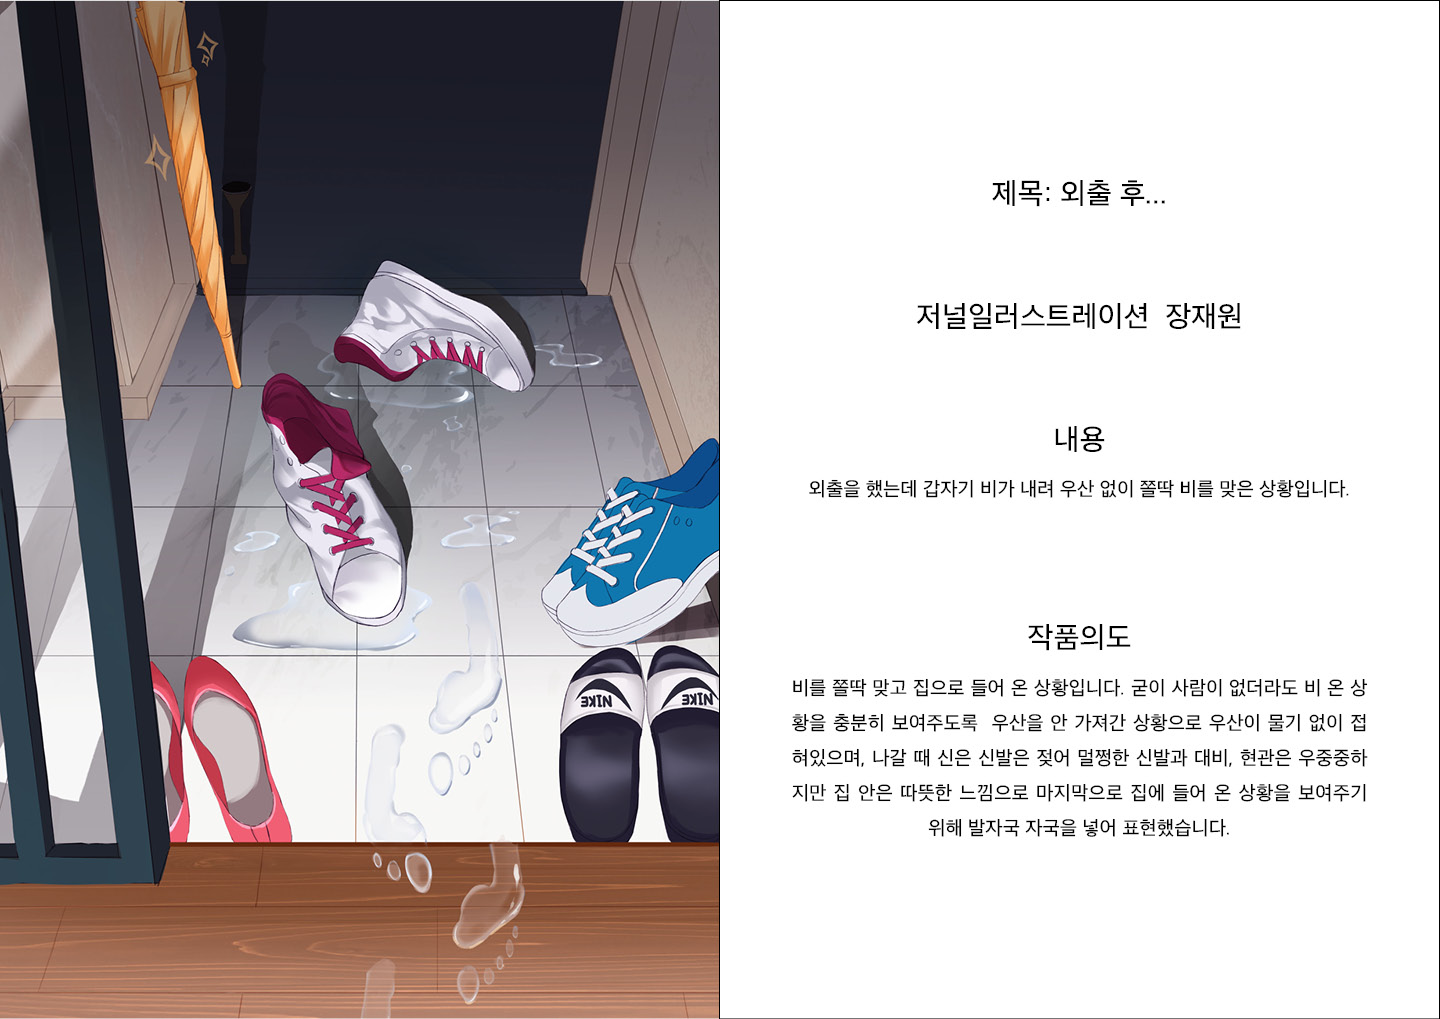 NIKE
NIKE
제목: 외출 후...
저널일러스트레이션 장재원
내용
외출을 했는데 갑자기 비가 내려 우산 없이 쫄딱 비를 맞은 상황입니다.
작품의도
비를 쫄딱 맞고 집으로 들어 온 상황입니다. 굳이 사람이 없더라도 비 온 상
황을 충분히 보여주도록 우산을 안 가져간 상황으로 우산이 물기 없이 접
혀있으며, 나갈 때 신은 신발은 젖어 멀쩡한 신발과 대비, 현관은 우중중하
지만 집 안은 따뜻한 느낌으로 마지막으로 집에 들어 온 상황을 보여주기
위해 발자국 자국을 넣어 표현했습니다.